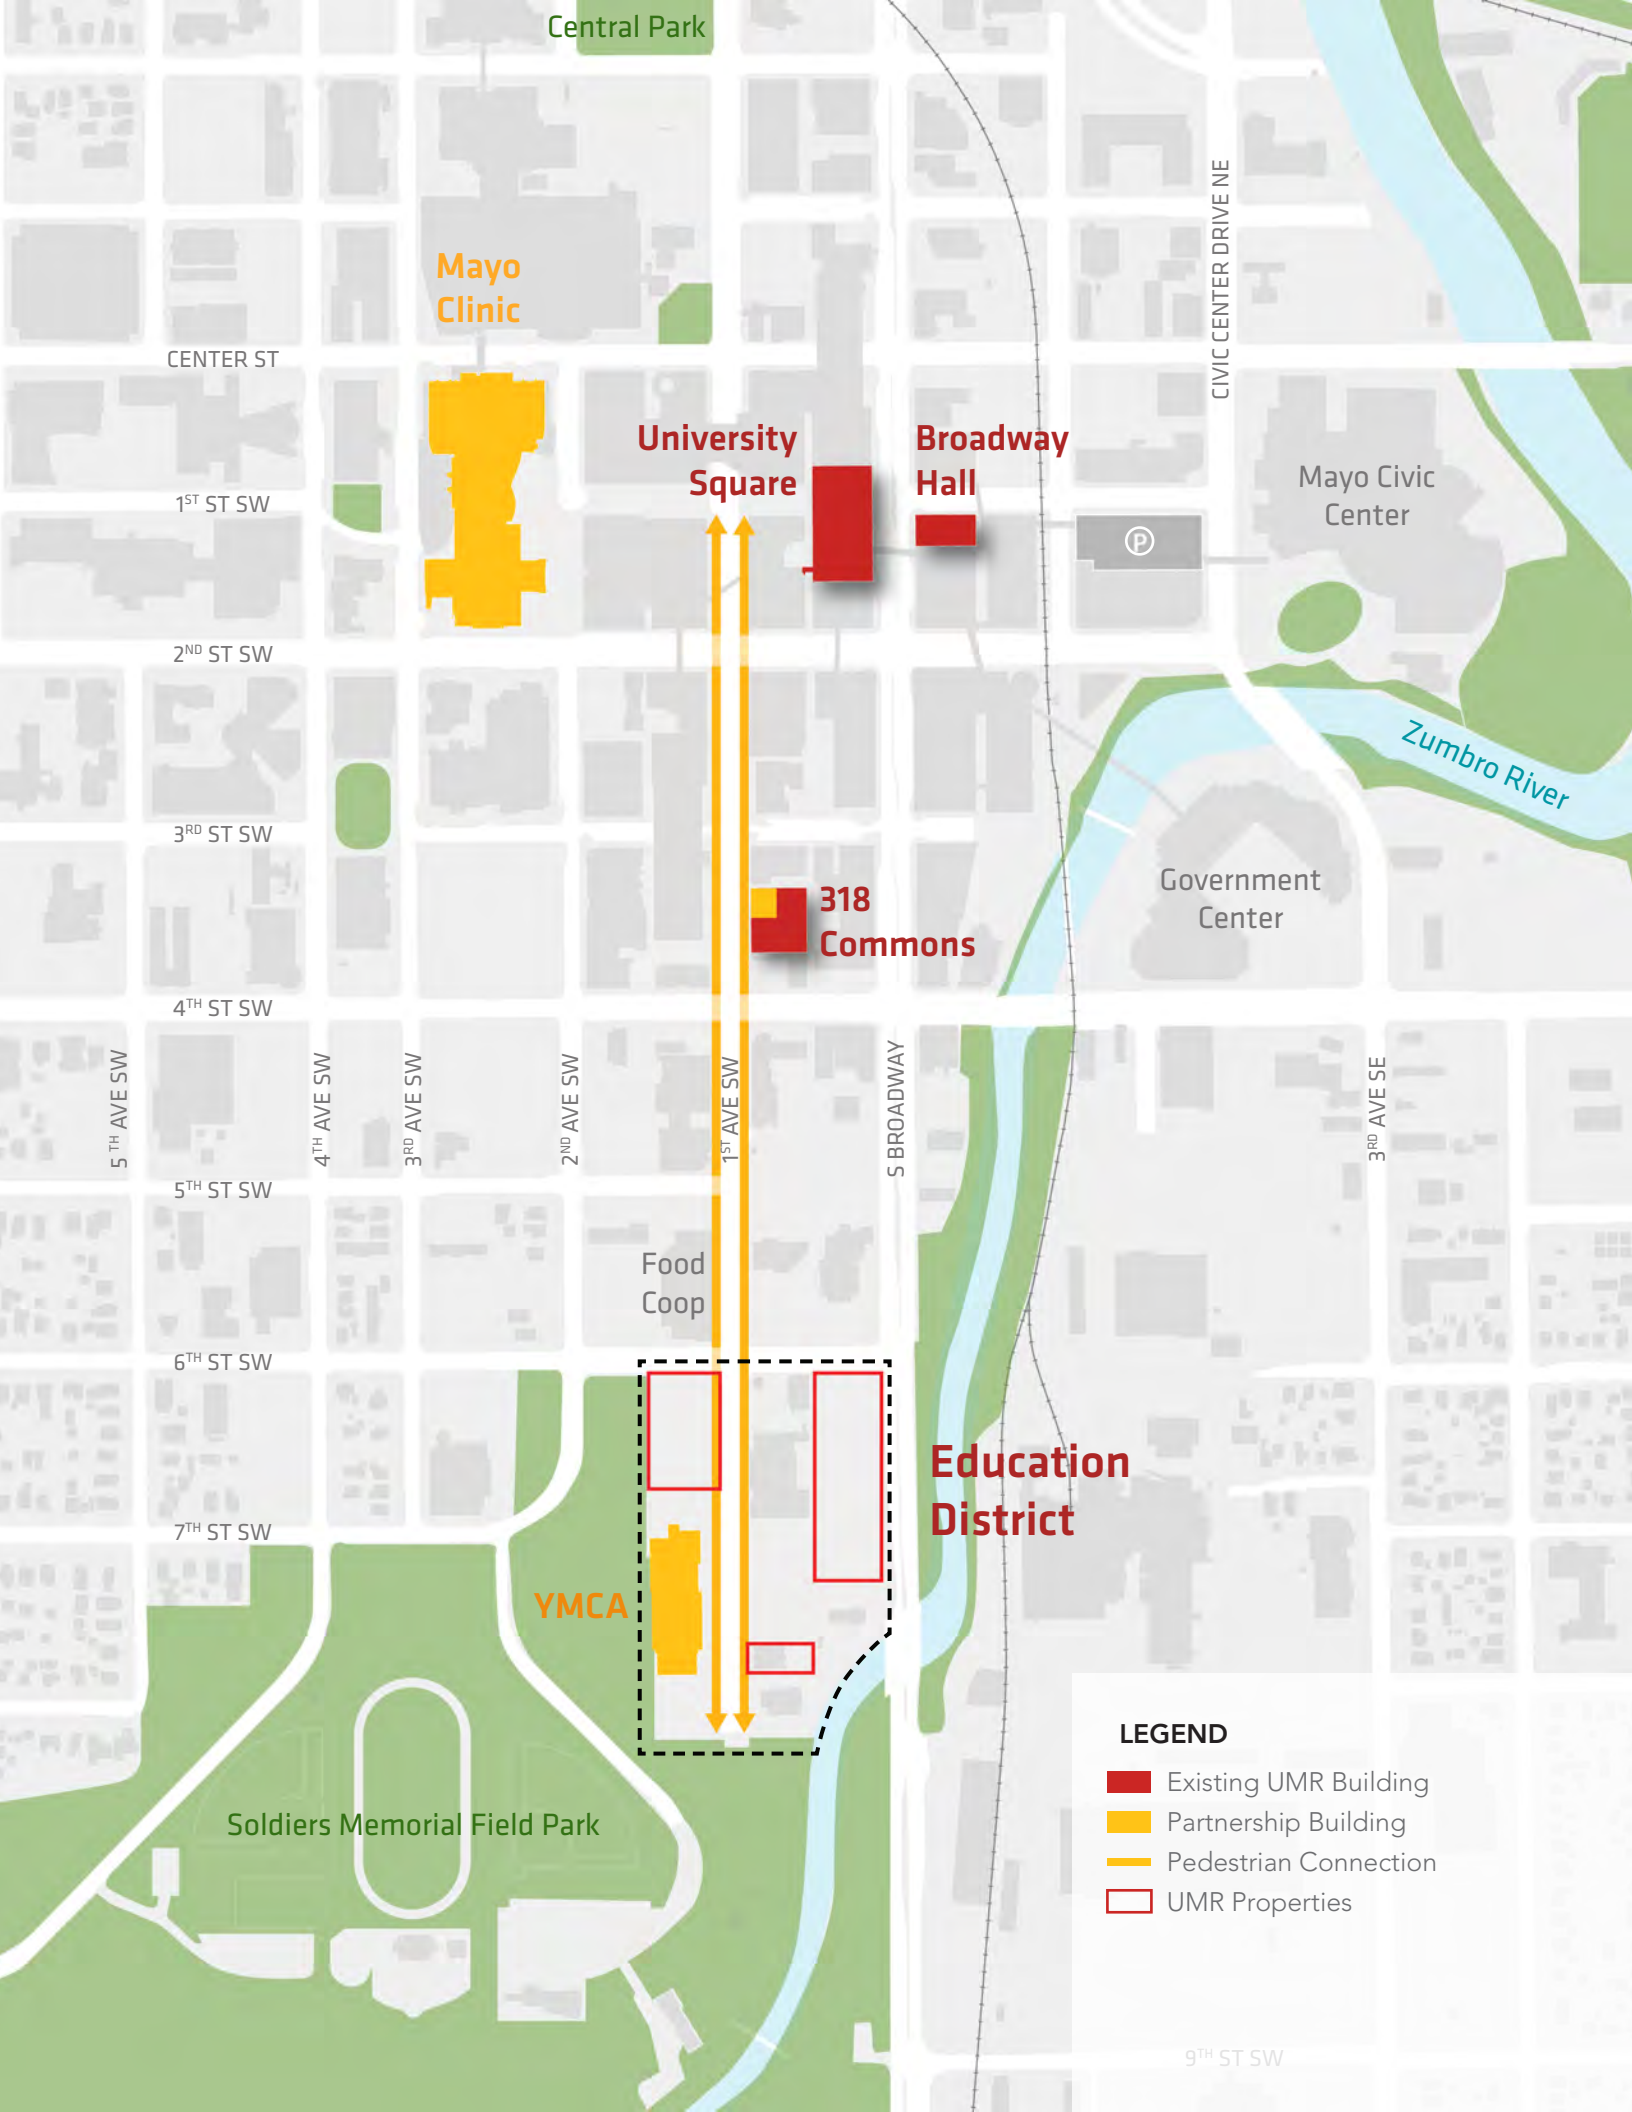 Central Park
CIVIC CENTER DRIVE NE
Mayo
Clinic
CENTER ST
University
Square
Broadway
Hall
Mayo Civic
Center
1ST ST SW
P
2ND ST SW
Zumbro River
3RD ST SW
318
Commons
Government
Center
4TH ST SW
5TH AVE SW
4TH AVE SW
3RD AVE SW
2ND AVE SW
1ST AVE SW
S BROADWAY
3RD AVE SE
5TH ST SW
Food
Coop
6TH ST SW
Education
District
7TH ST SW
YMCA
Soldiers Memorial Field Park
LEGEND
Existing UMR Building
Partnership Building
Pedestrian Connection
UMR Properties
9TH ST SW